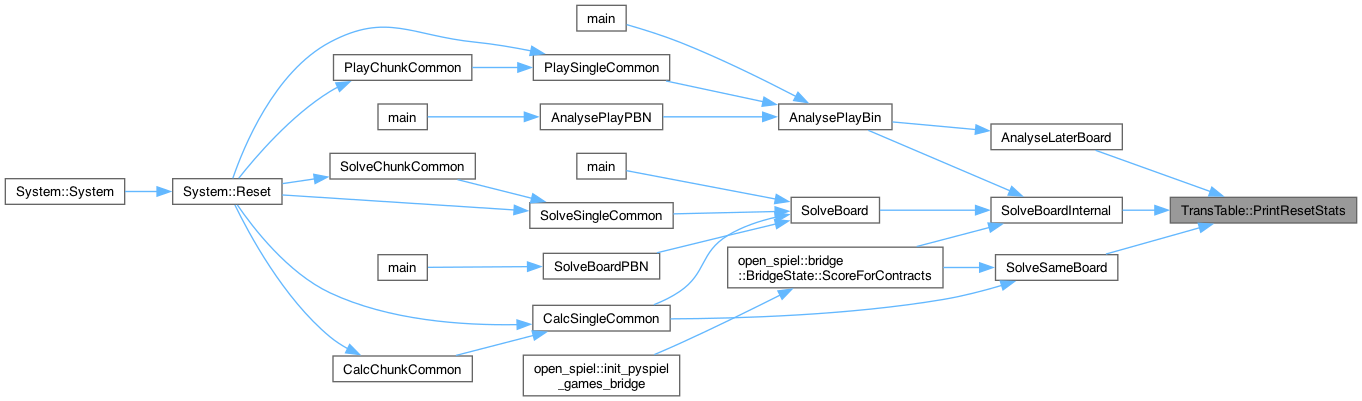 main
PlayChunkCommon
PlaySingleCommon
main
AnalysePlayPBN
AnalysePlayBin
AnalyseLaterBoard
SolveChunkCommon
main
System::System
System::Reset
SolveSingleCommon
SolveBoard
SolveBoardInternal
TransTable::PrintResetStats
main
SolveBoardPBN
open_spiel::bridge
::BridgeState::ScoreForContracts
SolveSameBoard
CalcSingleCommon
CalcChunkCommon
open_spiel::init_pyspiel
_games_bridge